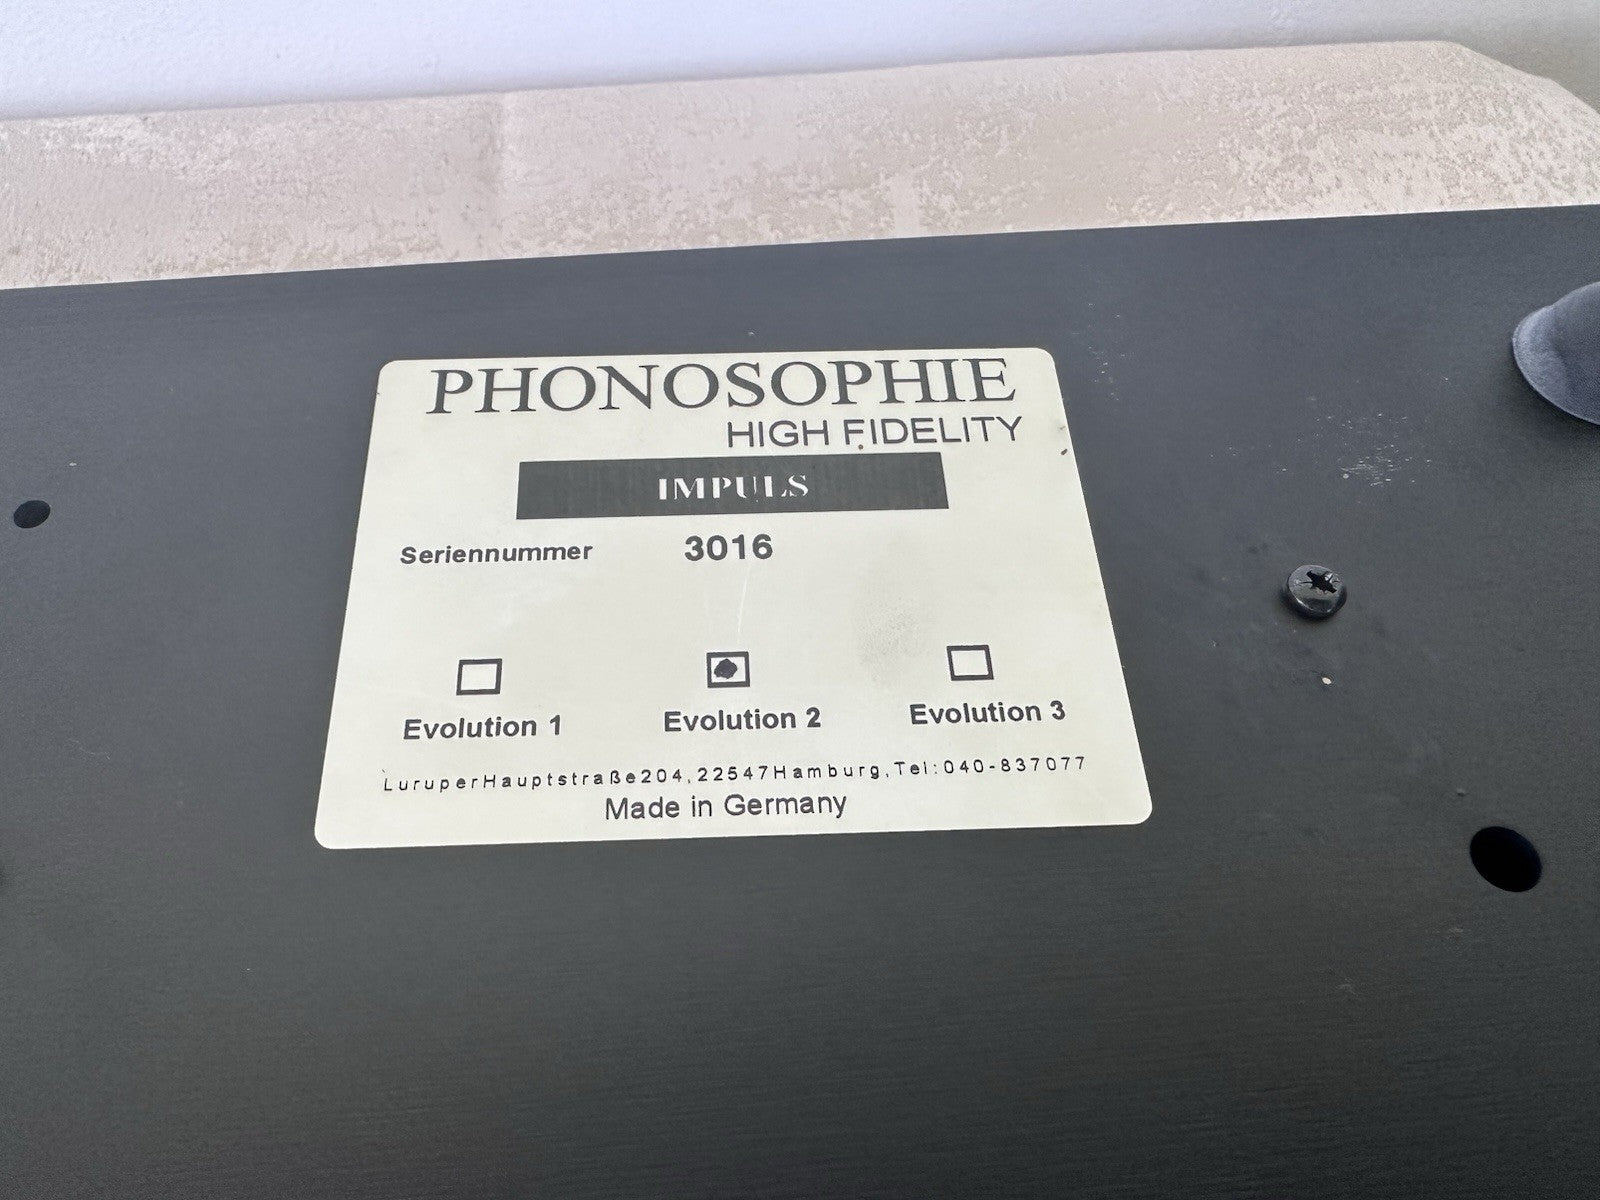 PHONOSOPHIE
HIGH FIDELITY
IMPULS
Seriennummer 3016
Evolution 1 Evolution 2 Evolution 3
LuruperHauptstraße204,22547Hamburg,Tel:040-837077
Made in Germany